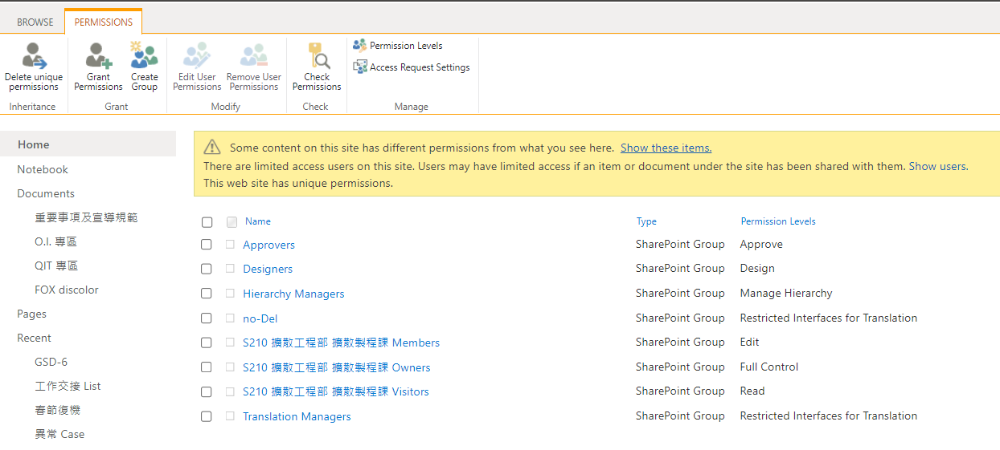 BROWSE PERMISSIONS
Delete unique permissions
Grant Permissions
Create Group
Edit User Permissions
Remove User Permissions
Check Permissions
Permission Levels
Access Request Settings
Inheritance Grant Modify Check Manage
Home
Notebook
Documents
重要事項及宣導規範
O.I. 專區
QIT 專區
FOX discolor
Pages
Recent
GSD-6
工作交接 List
春節復機
異常 Case
Some content on this site has different permissions from what you see here. Show these items.
There are limited access users on this site. Users may have limited access if an item or document under the site has been shared with them. Show users.
This web site has unique permissions.
Name Type Permission Levels
Approvers SharePoint Group Approve
Designers SharePoint Group Design
Hierarchy Managers SharePoint Group Manage Hierarchy
no-Del SharePoint Group Restricted Interfaces for Translation
S210 擴散工程部 擴散製程課 Members SharePoint Group Edit
S210 擴散工程部 擴散製程課 Owners SharePoint Group Full Control
S210 擴散工程部 擴散製程課 Visitors SharePoint Group Read
Translation Managers SharePoint Group Restricted Interfaces for Translation